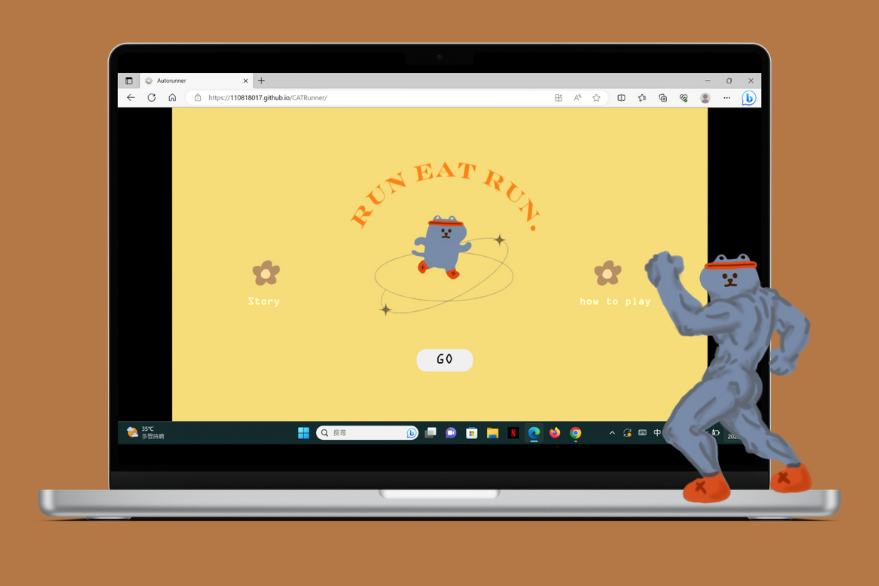 Autorunner
https://110818017.github.io/CATRunner/
RUN EAT RUN.
Story
how to play
GO
35°C
多雲時晴
搜尋
中